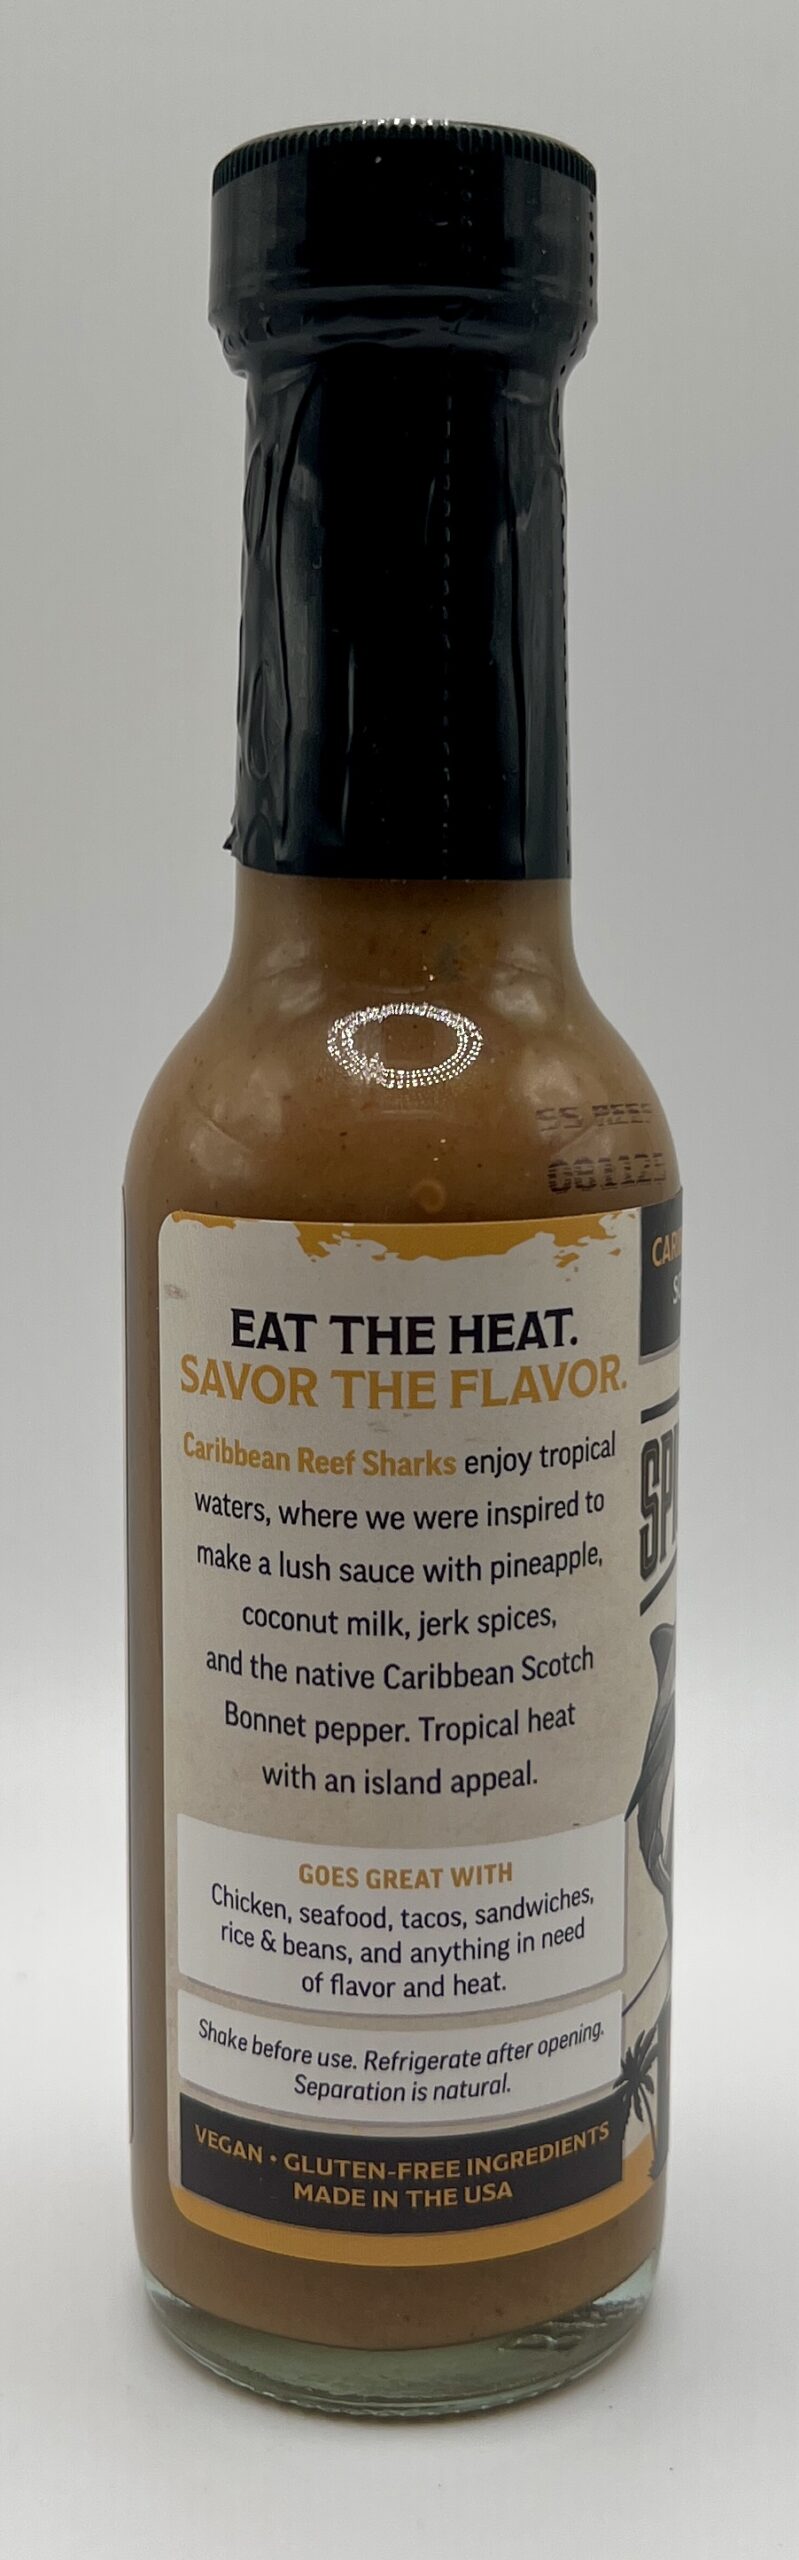 SS REEF
081125
EAT THE HEAT.
SAVOR THE FLAVOR.
Caribbean Reef Sharks enjoy tropical
waters, where we were inspired to
make a lush sauce with pineapple,
coconut milk, jerk spices,
and the native Caribbean Scotch
Bonnet pepper. Tropical heat
with an island appeal.
GOES GREAT WITH
Chicken, seafood, tacos, sandwiches,
rice & beans, and anything in need
of flavor and heat.
Shake before use. Refrigerate after opening.
Separation is natural.
VEGAN • GLUTEN-FREE INGREDIENTS
MADE IN THE USA